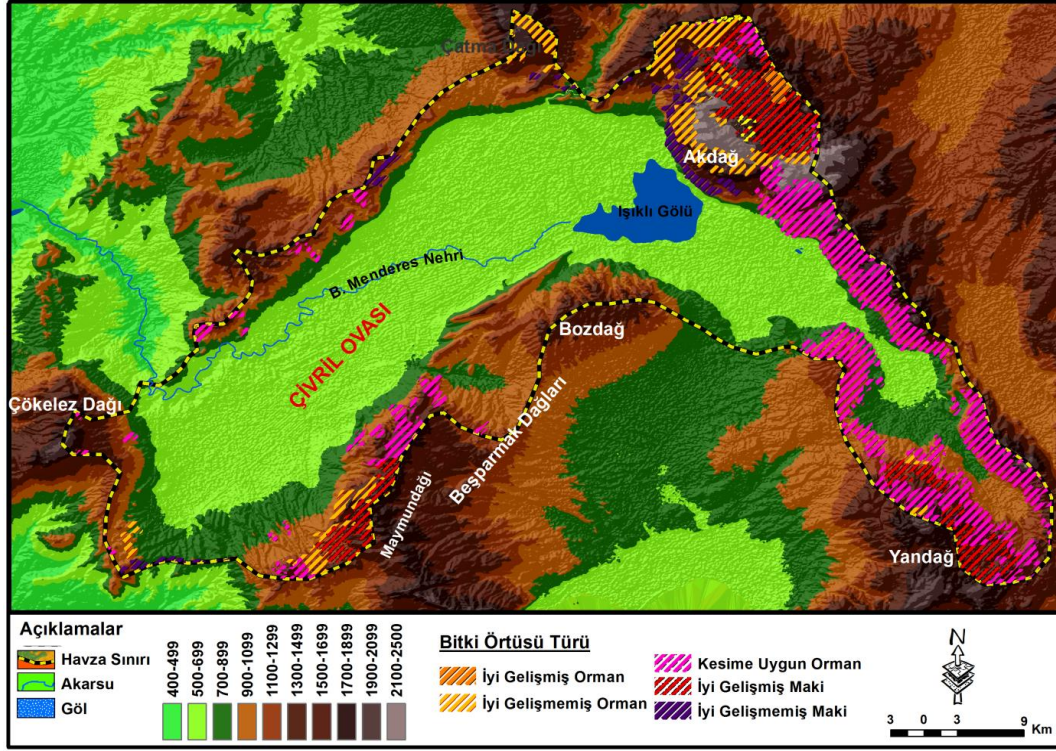 Çatma Dağı
Akdağ
Işıklı Gölü
B. Menderes Nehri
ÇİVRİL OVASI
Bozdağ
Çökelez Dağı
Beşparmak Dağları
Maymundağı
Yandağ
Açıklamalar
Havza Sınırı
Akarsu
Göl
400-499
500-699
700-899
900-1099
1100-1299
1300-1499
1500-1699
1700-1899
1900-2099
2100-2500
Bitki Örtüsü Türü
İyi Gelişmiş Orman
İyi Gelişmemiş Orman
Kesime Uygun Orman
İyi Gelişmiş Maki
İyi Gelişmemiş Maki
N
3 0 3 9
Km